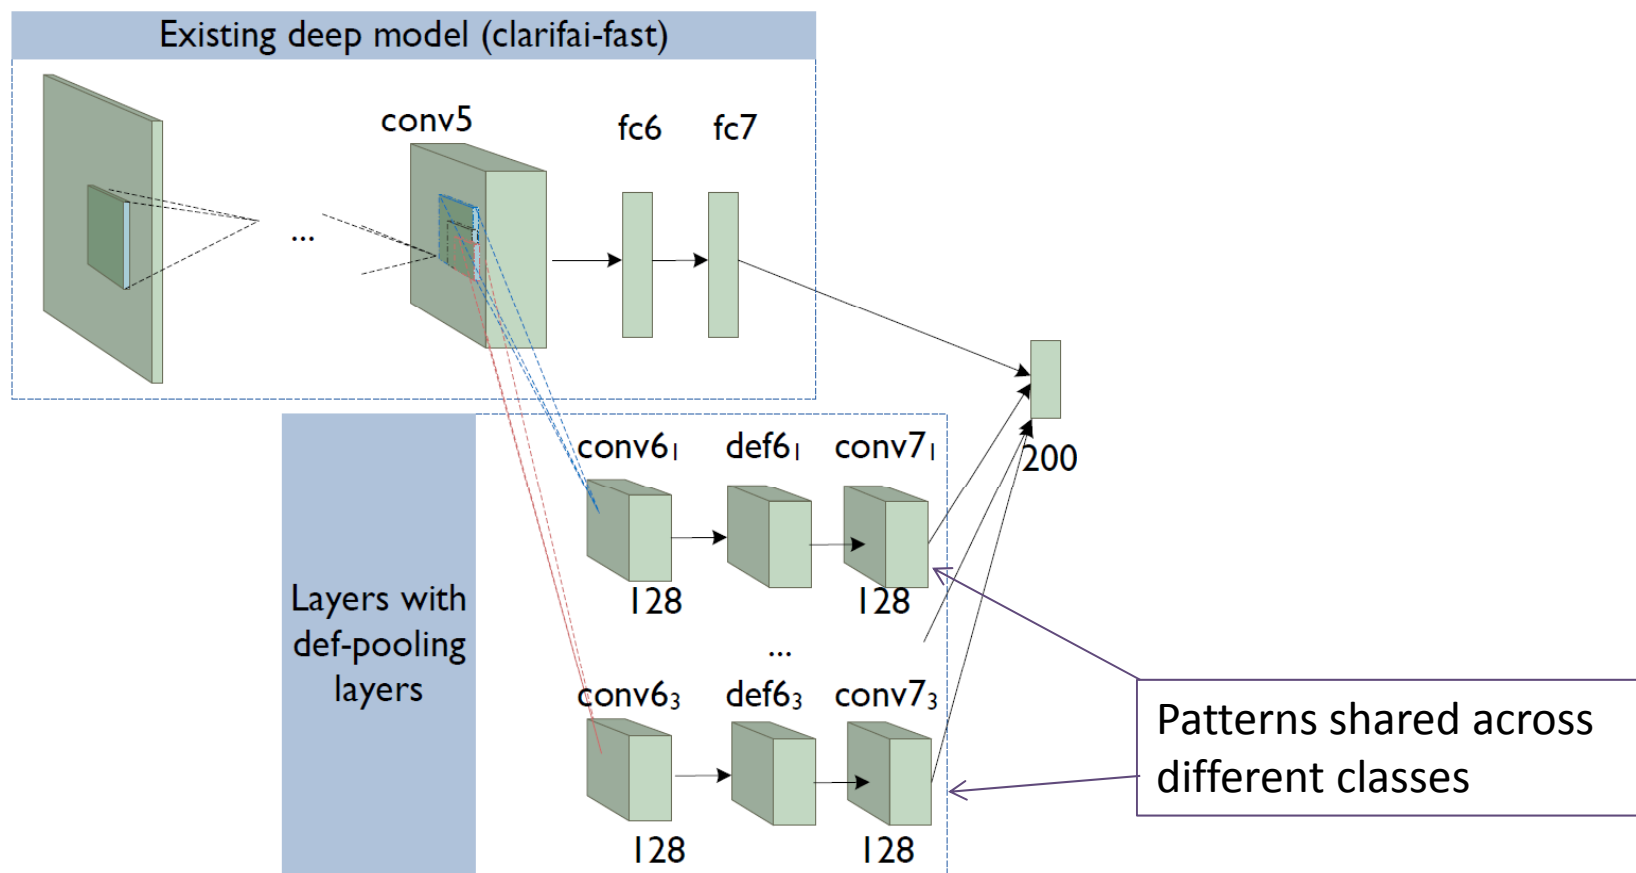 Existing deep model (clarifai-fast)
conv5
fc6
fc7
...
200
Layers with
def-pooling
layers
conv6₁
def6₁
conv7₁
128
128
...
conv6₃
def6₃
conv7₃
128
128
Patterns shared across
different classes